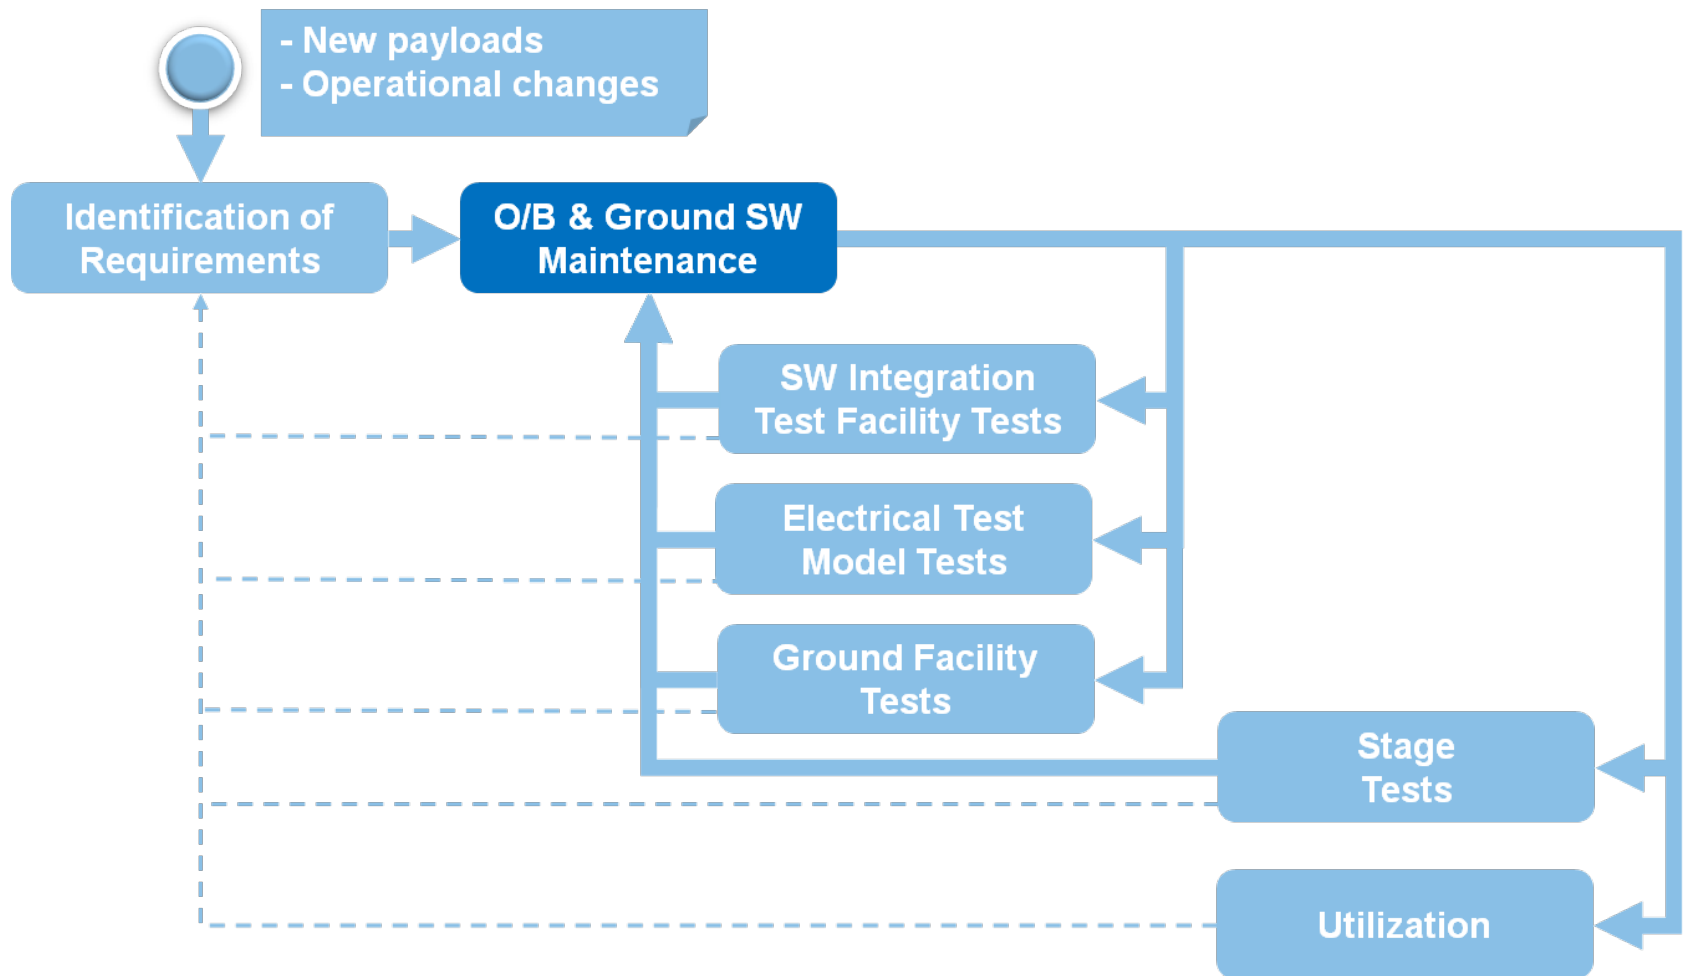 - New payloads
- Operational changes
Identification of
Requirements
O/B & Ground SW
Maintenance
SW Integration
Test Facility Tests
Electrical Test
Model Tests
Ground Facility
Tests
Stage
Tests
Utilization